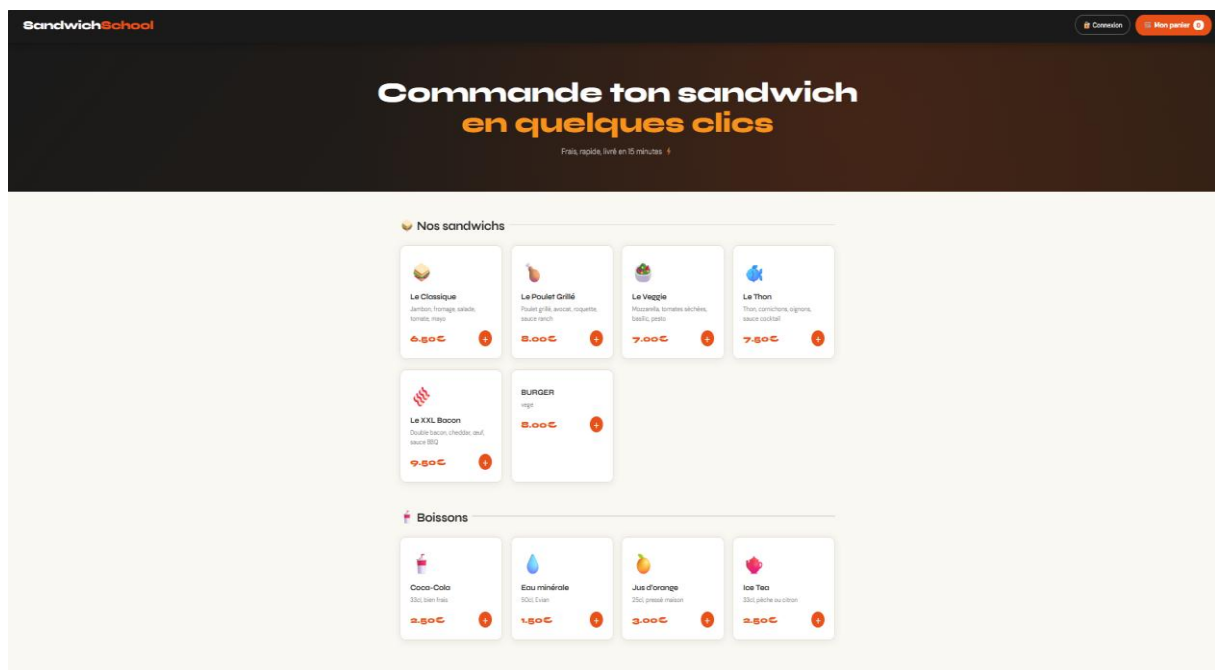 SandwichSchool
Connexion
Mon panier 0
Commande ton sandwich
en quelques clics
Frais, rapide, livré en 15 minutes
Nos sandwichs
Le Classique
Jambon, fromage, salade,
tomate, mayo
6.50€
+
Le Poulet Grillé
Poulet grillé, avocat, roquette,
sauce ranch
8.00€
+
Le Veggie
Mozzarella, tomates séchées,
basilic, pesto
7.00€
+
Le Thon
Thon, cornichons, oignons,
sauce cocktail
7.50€
+
Le XXL Bacon
Double bacon, cheddar, œuf,
sauce BBQ
9.50€
+
BURGER
végé
8.00€
+
Boissons
Coca-Cola
33cl, bien frais
2.50€
+
Eau minérale
50cl, Evian
1.50€
+
Jus d'orange
25cl, pressé maison
3.00€
+
Ice Tea
33cl, pêche ou citron
2.50€
+